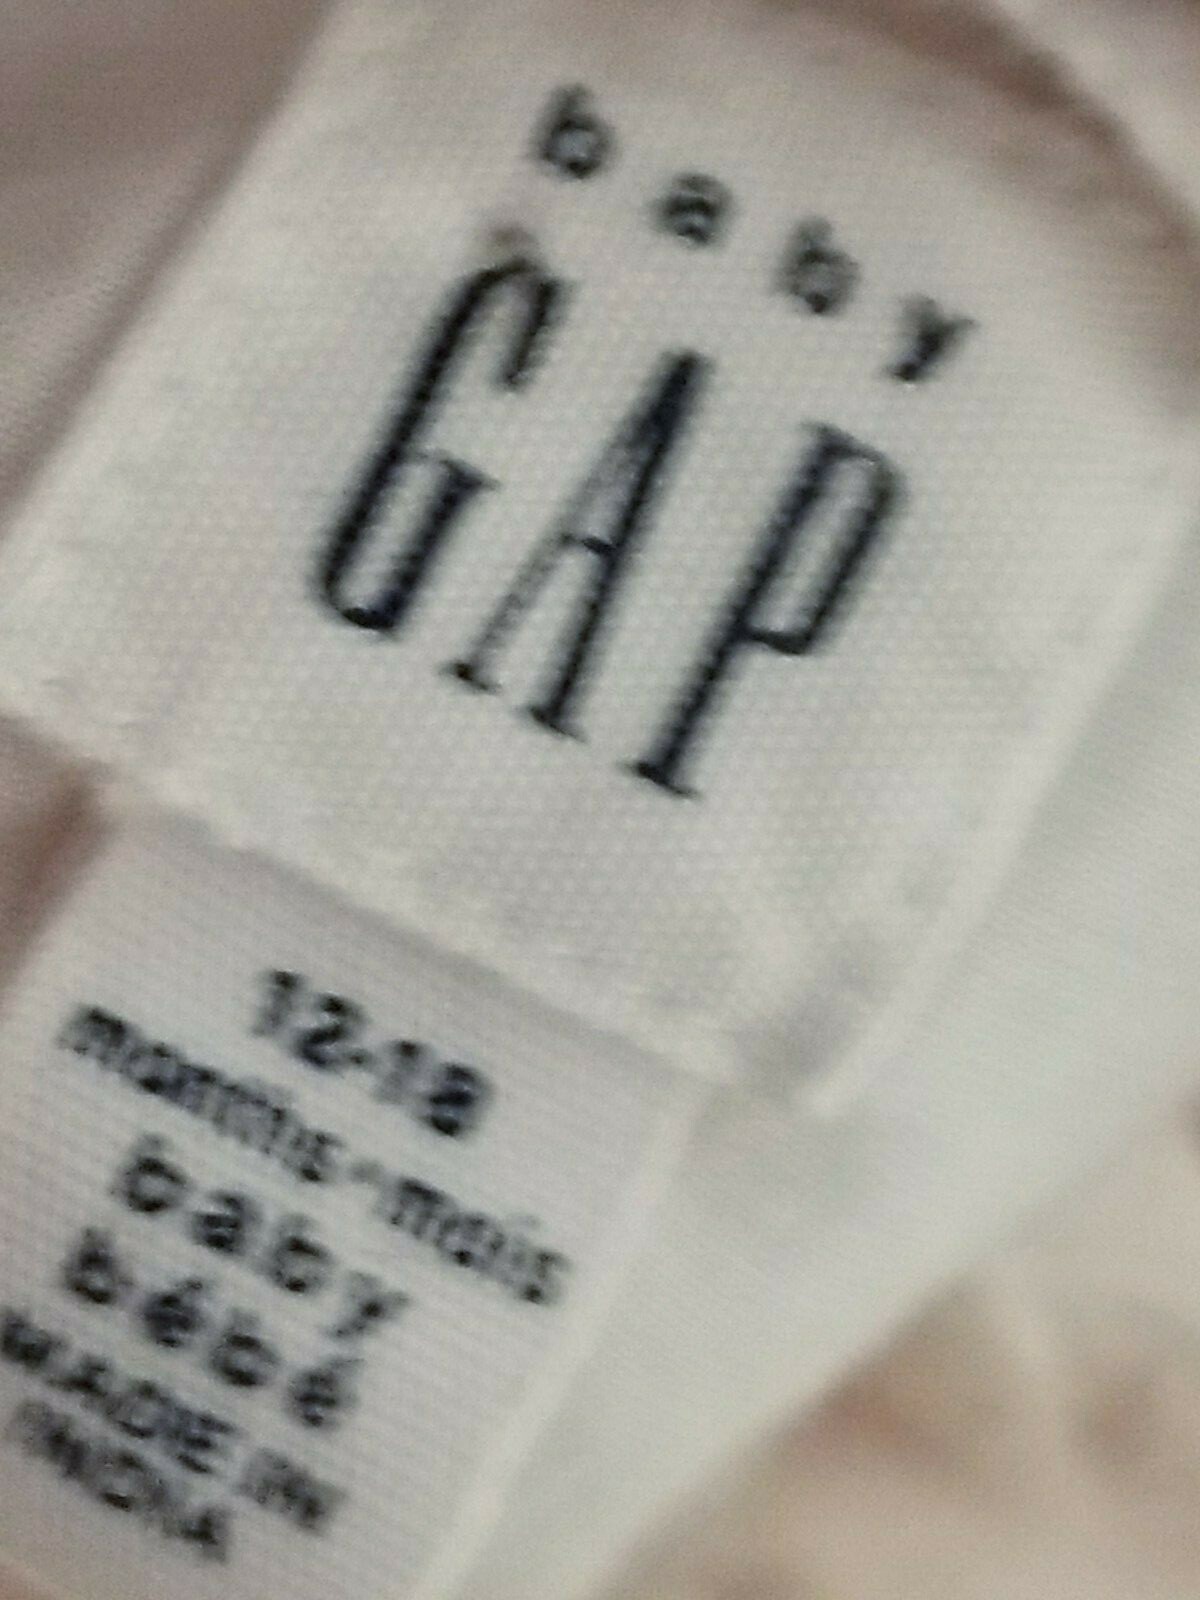 baby
GAP
12-18
months-mois
baby
bébé
MADE IN
INDIA